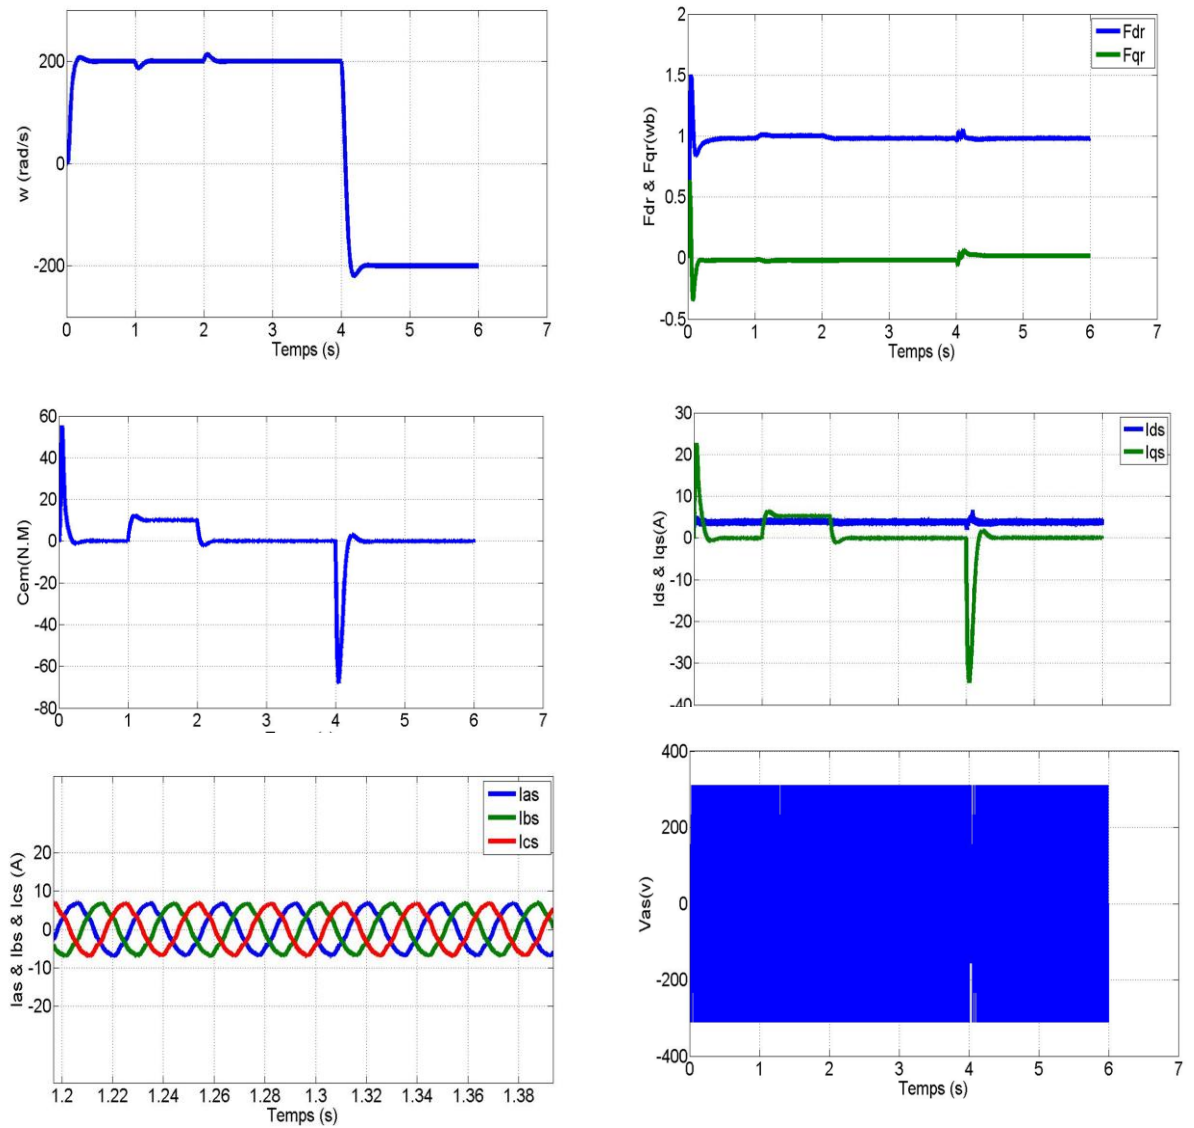 200
0
-200
w (rad/s)
0 1 2 3 4 5 6 7
Temps (s)
2
1.5
1
0.5
0
-0.5
Fdr & Fqr(wb)
Fdr
Fqr
0 1 2 3 4 5 6 7
Temps (s)
60
40
20
0
-20
-40
-60
-80
Cem(N.M)
0 1 2 3 4 5 6 7
30
20
10
0
-10
-20
-30
-40
Ids & Iqs(A)
Ids
Iqs
20
10
0
-10
-20
Ias & Ibs & Ics (A)
Ias
Ibs
Ics
1.2 1.22 1.24 1.26 1.28 1.3 1.32 1.34 1.36 1.38
Temps (s)
400
200
0
-200
-400
Vas(v)
0 1 2 3 4 5 6 7
Temps (s)